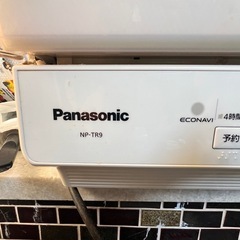 Panasonic
NP-TR9
ECONAVI
4時間
予約